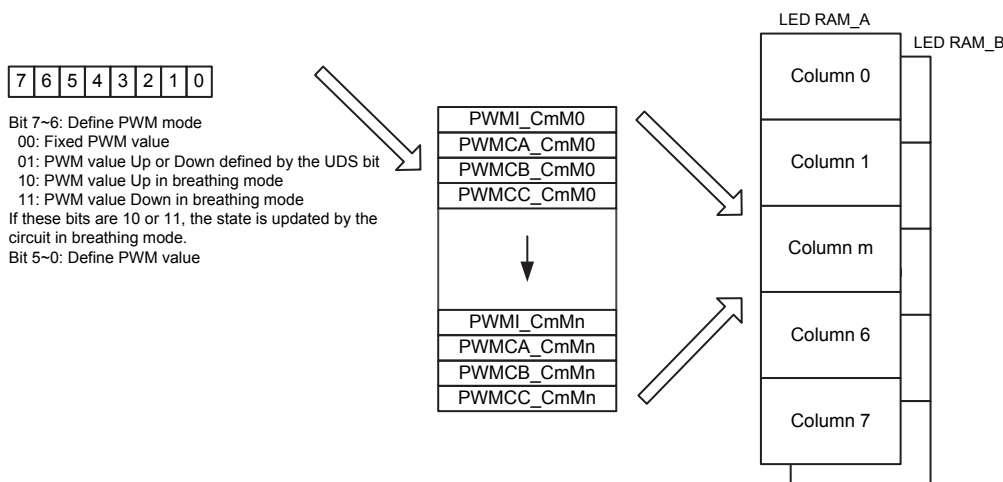 7 6 5 4 3 2 1 0
Bit 7~6: Define PWM mode
00: Fixed PWM value
01: PWM value Up or Down defined by the UDS bit
10: PWM value Up in breathing mode
11: PWM value Down in breathing mode
If these bits are 10 or 11, the state is updated by the
circuit in breathing mode.
Bit 5~0: Define PWM value
PWMI_CmM0
PWMCA_CmM0
PWMCB_CmM0
PWMCC_CmM0
PWMI_CmMn
PWMCA_CmMn
PWMCB_CmMn
PWMCC_CmMn
LED RAM_A
LED RAM_B
Column 0
Column 1
Column m
Column 6
Column 7